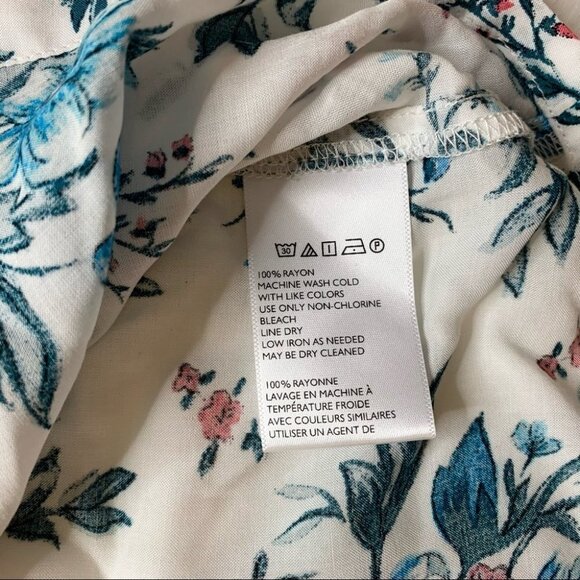 30 P
100% RAYON
MACHINE WASH COLD
WITH LIKE COLORS
USE ONLY NON-CHLORINE
BLEACH
LINE DRY
LOW IRON AS NEEDED
MAY BE DRY CLEANED
100% RAYONNE
LAVAGE EN MACHINE À
TEMPÉRATURE FROIDE
AVEC COULEURS SIMILAIRES
UTILISER UN AGENT DE